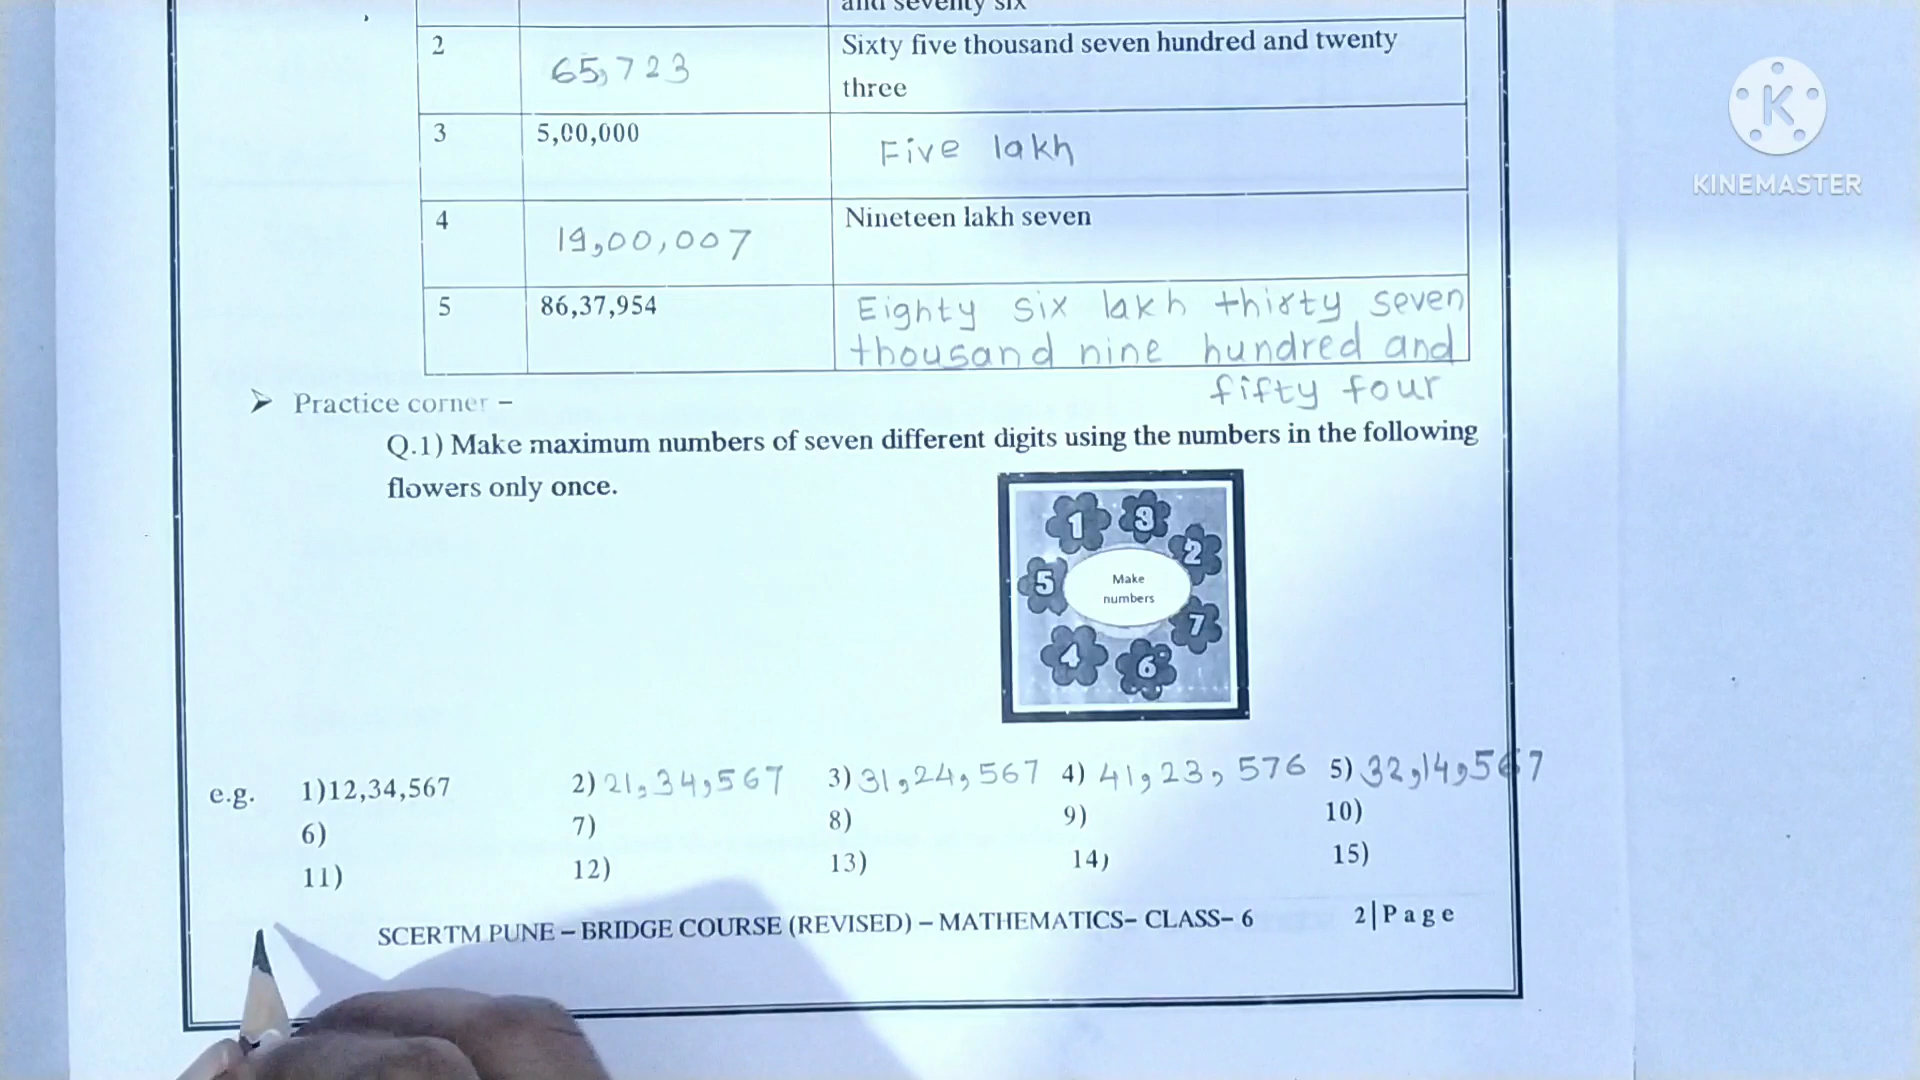 and seventy six
2 65,723 Sixty five thousand seven hundred and twenty
three
3 5,00,000 Five lakh
4 19,00,007 Nineteen lakh seven
5 86,37,954 Eighty six lakh thirty seven
thousand nine hundred and
fifty four
➤ Practice corner –
Q.1) Make maximum numbers of seven different digits using the numbers in the following
flowers only once.
1 3
2
5 Make
numbers
7
4 6
e.g. 1)12,34,567 2) 21,34,567 3) 31,24,567 4) 41,23,576 5) 32,14,567
6) 7) 8) 9) 10)
11) 12) 13) 14) 15)
SCERTM PUNE – BRIDGE COURSE (REVISED) – MATHEMATICS– CLASS– 6 2|Page
K
KINEMASTER